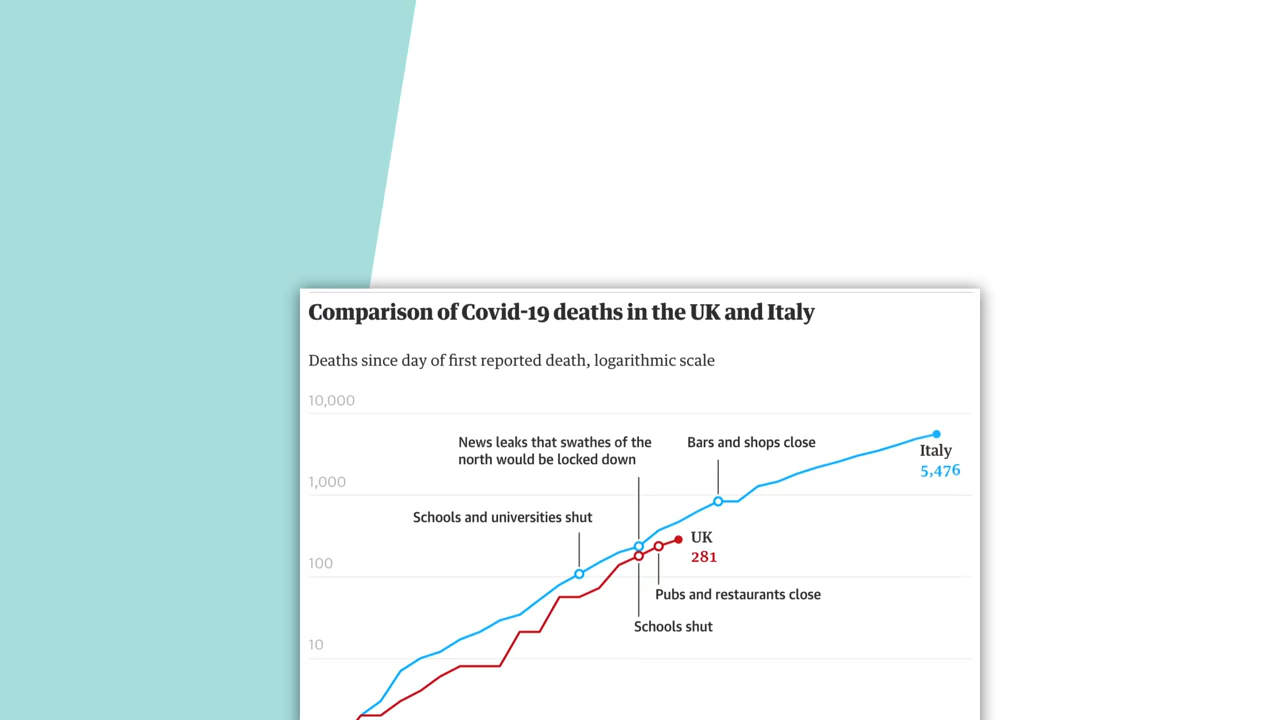 Comparison of Covid-19 deaths in the UK and Italy
Deaths since day of first reported death, logarithmic scale
10,000
News leaks that swathes of the
north would be locked down
Bars and shops close
Italy
5,476
1,000
Schools and universities shut
UK
281
100
Pubs and restaurants close
Schools shut
10